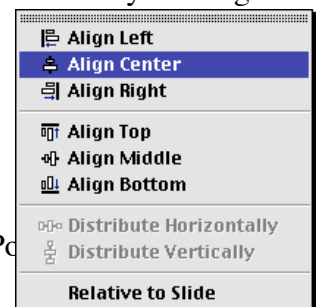 Align Left
Align Center
Align Right
Align Top
Align Middle
Align Bottom
Distribute Horizontally
Po
Distribute Vertically
Relative to Slide